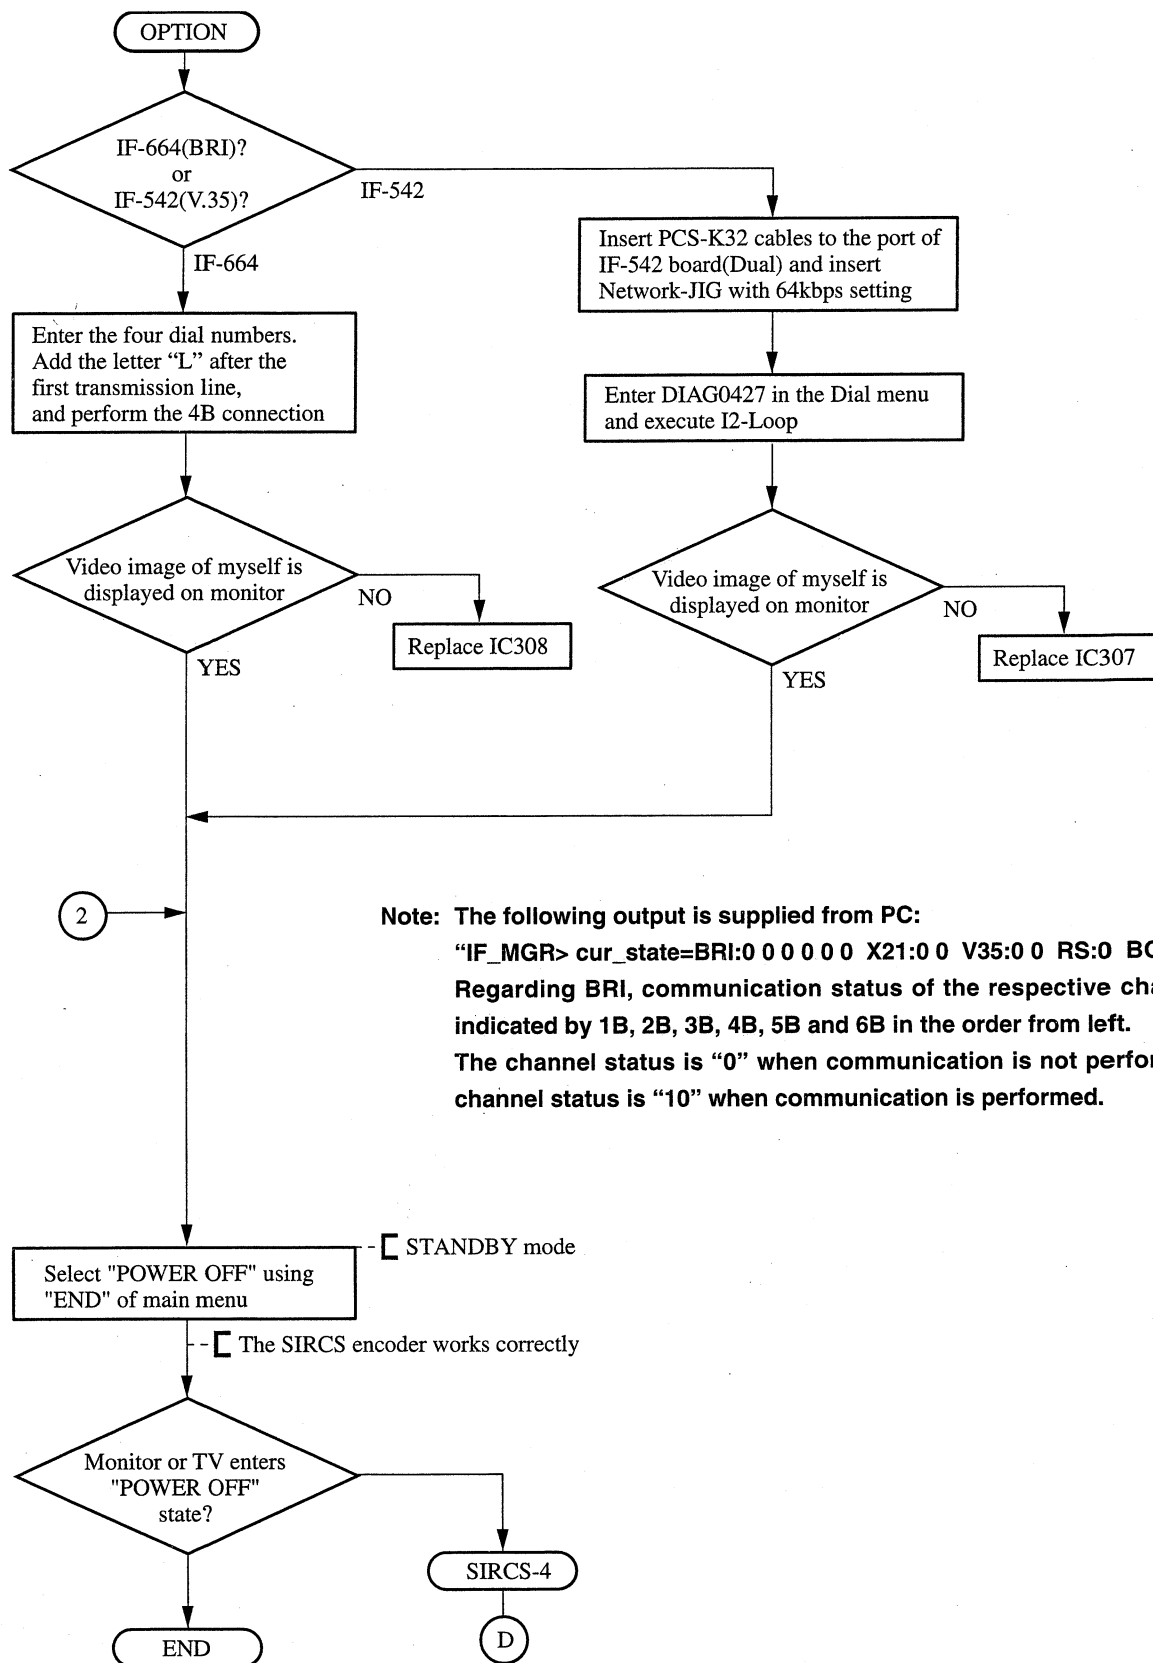 OPTION
IF-664(BRI)?
or
IF-542(V.35)?
IF-542
IF-664
Insert PCS-K32 cables to the port of
IF-542 board(Dual) and insert
Network-JIG with 64kbps setting
Enter the four dial numbers.
Add the letter “L” after the
first transmission line,
and perform the 4B connection
Enter DIAG0427 in the Dial menu
and execute I2-Loop
Video image of myself is
displayed on monitor
NO
Replace IC308
YES
Video image of myself is
displayed on monitor
NO
Replace IC307
YES
2
Note: The following output is supplied from PC:
“IF_MGR> cur_state=BRI:0 0 0 0 0 0 X21:0 0 V35:0 0 RS:0
Regarding BRI, communication status of the respective
indicated by 1B, 2B, 3B, 4B, 5B and 6B in the order from left.
The channel status is “0” when communication is not
channel status is “10” when communication is performed.
STANDBY mode
Select "POWER OFF" using
"END" of main menu
The SIRCS encoder works correctly
Monitor or TV enters
"POWER OFF"
state?
SIRCS-4
END
D